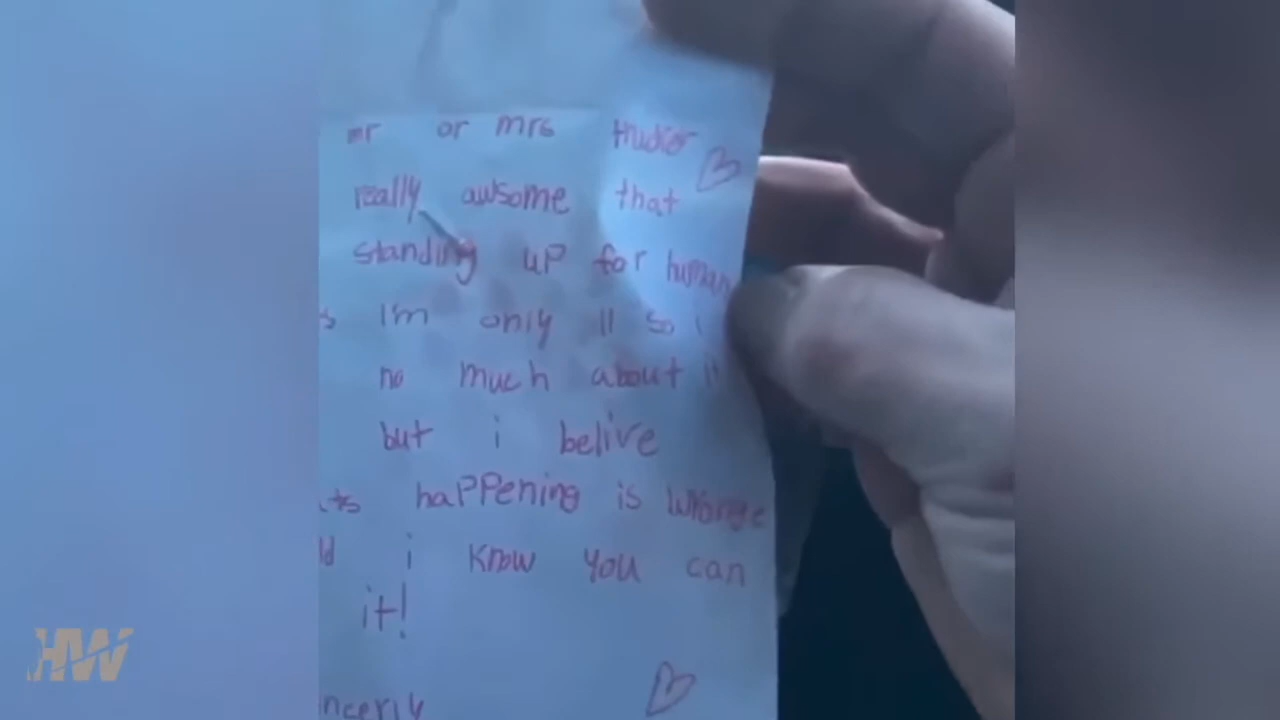 mr or mrs
really awsome that
standing up for human
s I'm only 11 so i
no much about it
but i belive
happening is wronge
i know you can
it!
ncerly
HW